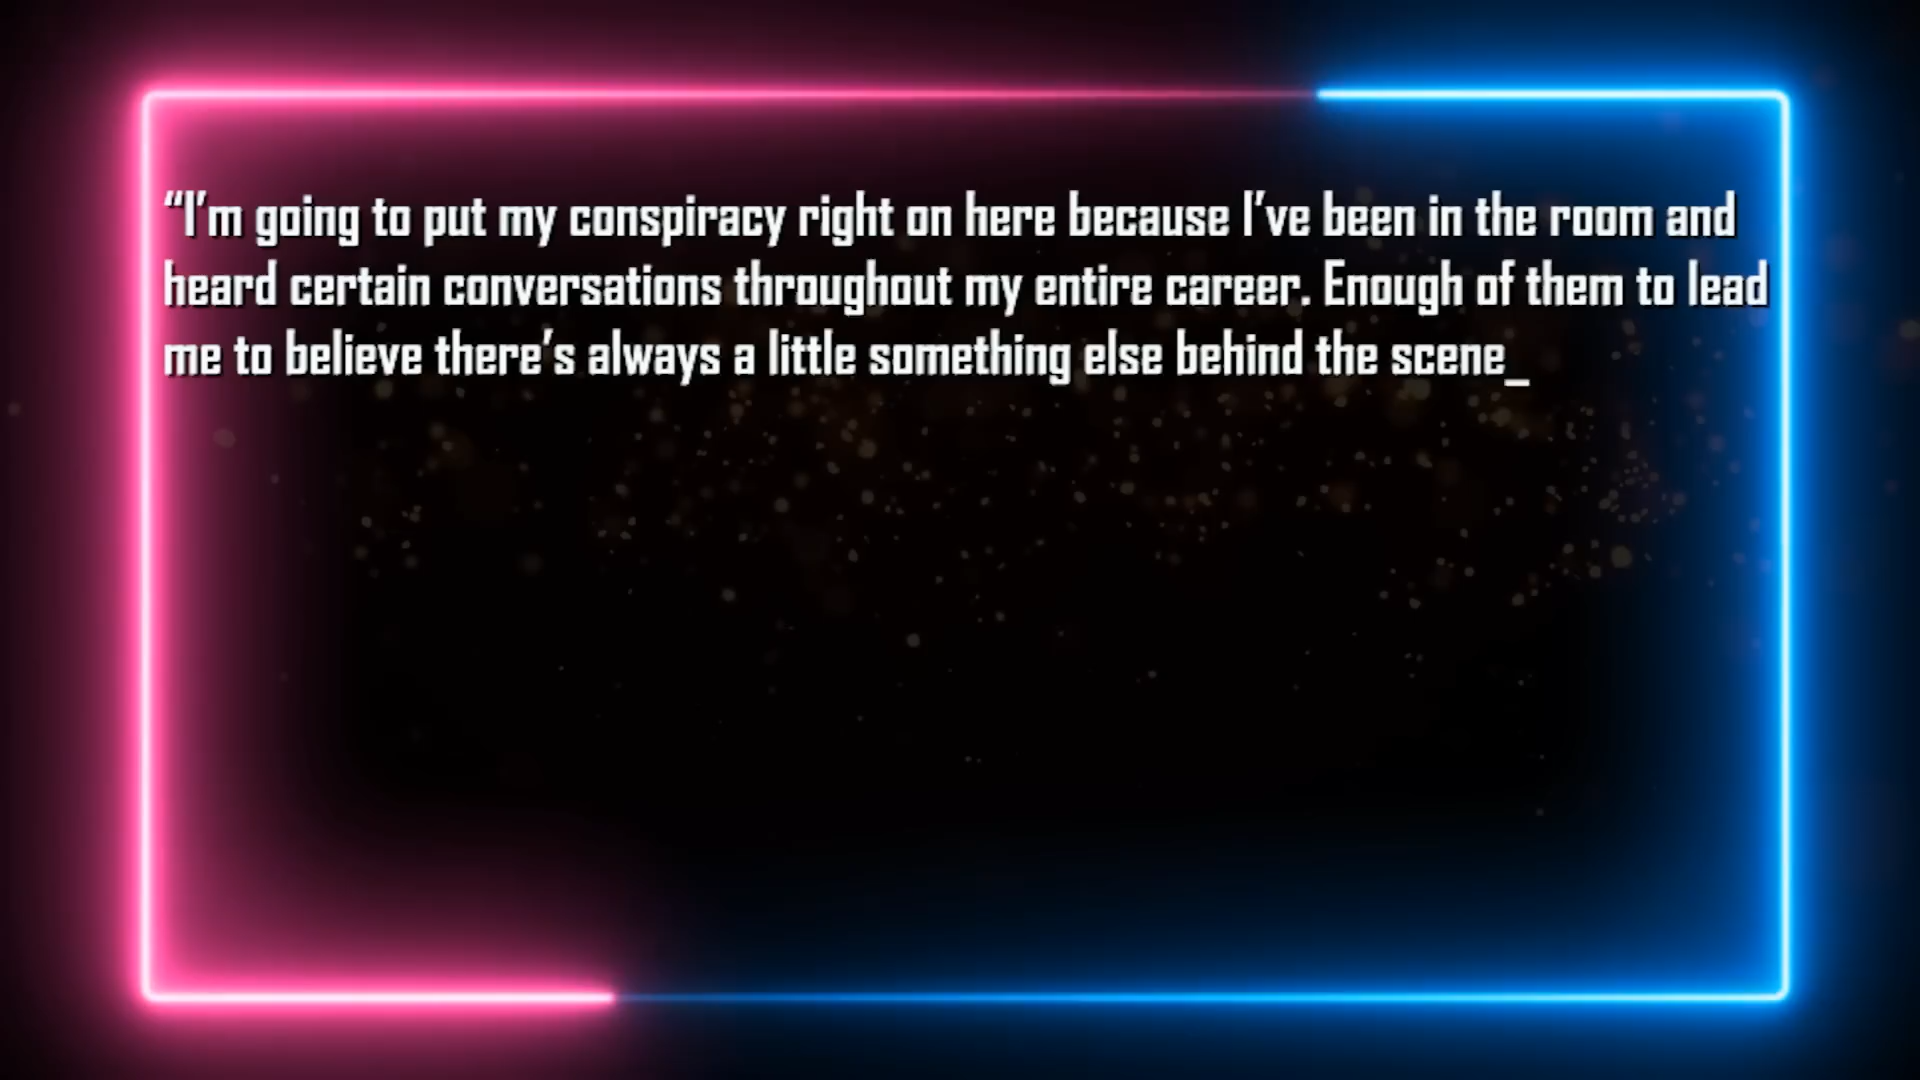 “I’m going to put my conspiracy right on here because I’ve been in the room and
heard certain conversations throughout my entire career. Enough of them to lead
me to believe there’s always a little something else behind the scene_